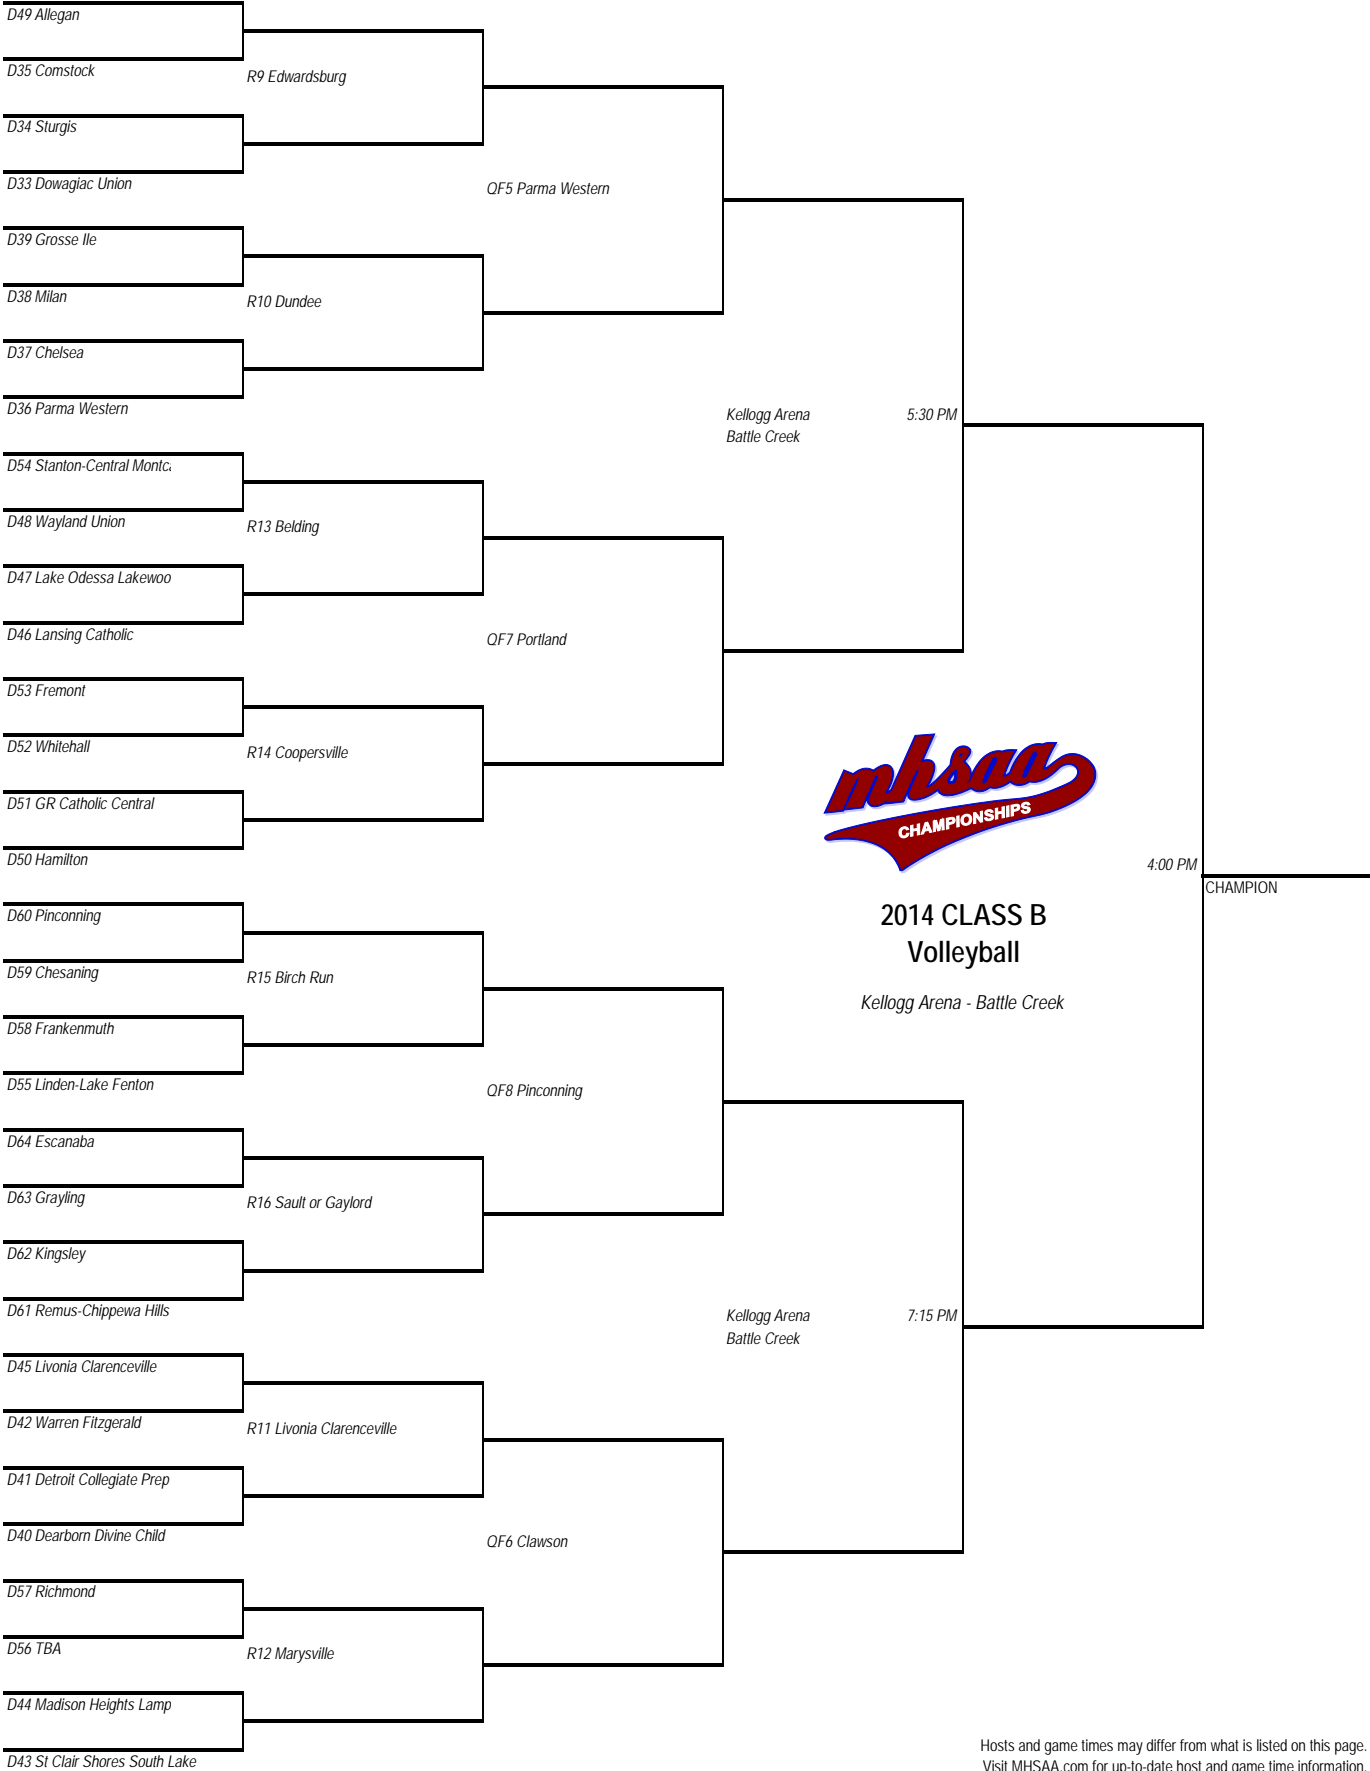 D49 Allegan
D35 Comstock
R9 Edwardsburg
D34 Sturgis
D33 Dowagiac Union
QF5 Parma Western
D39 Grosse Ile
D38 Milan
R10 Dundee
D37 Chelsea
D36 Parma Western
Kellogg Arena 5:30 PM
Battle Creek
D54 Stanton-Central Montc
D48 Wayland Union
R13 Belding
D47 Lake Odessa Lakewoo
D46 Lansing Catholic
QF7 Portland
D53 Fremont
D52 Whitehall
R14 Coopersville
D51 GR Catholic Central
D50 Hamilton
mhsaa
CHAMPIONSHIPS
4:00 PM
CHAMPION
2014 CLASS B
Volleyball
Kellogg Arena - Battle Creek
D60 Pinconning
D59 Chesaning
R15 Birch Run
D58 Frankenmuth
D55 Linden-Lake Fenton
QF8 Pinconning
D64 Escanaba
D63 Grayling
R16 Sault or Gaylord
D62 Kingsley
D61 Remus-Chippewa Hills
Kellogg Arena 7:15 PM
Battle Creek
D45 Livonia Clarenceville
D42 Warren Fitzgerald
R11 Livonia Clarenceville
D41 Detroit Collegiate Prep
D40 Dearborn Divine Child
QF6 Clawson
D57 Richmond
D56 TBA
R12 Marysville
D44 Madison Heights Lamp
D43 St Clair Shores South Lake
Hosts and game times may differ from what is listed on this page.
Visit MHSAA.com for up-to-date host and game time information.